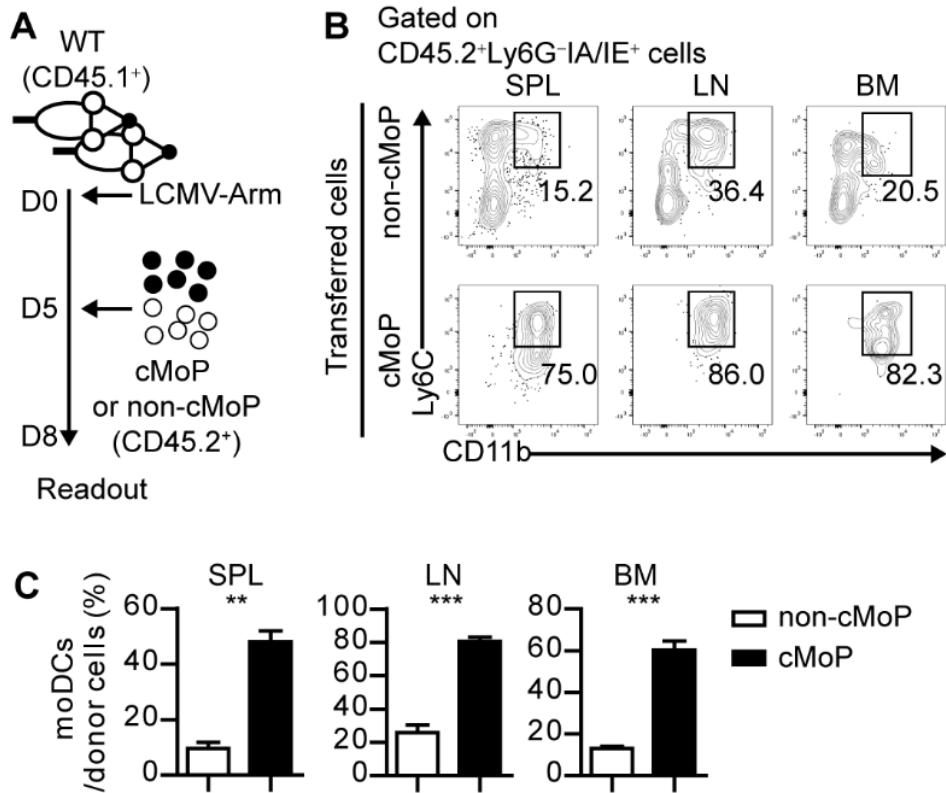 A
WT
(CD45.1⁺)
D0
LCMV-Arm
D5
cMoP
or non-cMoP
(CD45.2⁺)
D8
Readout
B
Gated on
CD45.2⁺Ly6G⁻IA/IE⁺ cells
SPL
LN
BM
Transferred cells
non-cMoP
cMoP
Ly6C
15.2
36.4
20.5
75.0
86.0
82.3
CD11b
C
moDCs
/donor cells (%)
SPL
**
60
40
20
0
LN
***
100
80
60
40
20
0
BM
***
80
60
40
20
0
non-cMoP
cMoP